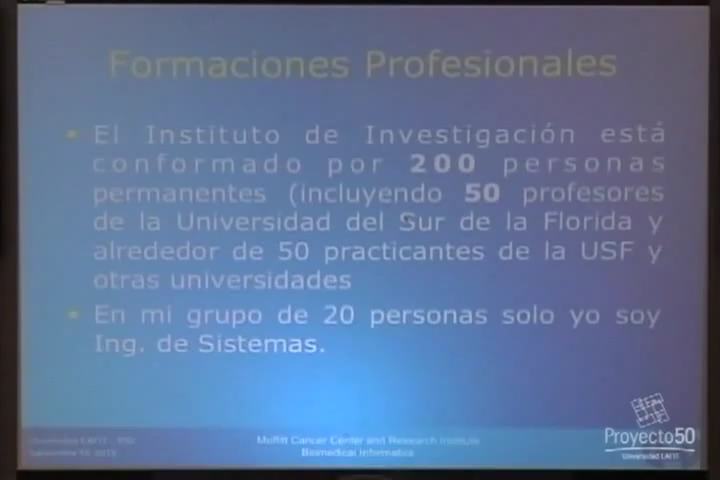 Formaciones Profesionales
El Instituto de Investigación está
conformado por 200 personas
permanentes (incluyendo 50 profesores
de la Universidad del Sur de la Florida y
alrededor de 50 practicantes de la USF y
otras universidades
En mi grupo de 20 personas solo yo soy
Ing. de Sistemas.
Moffitt Cancer Center and Research Institute
Biomedical Informatics
Proyecto50
Universidad EAFIT